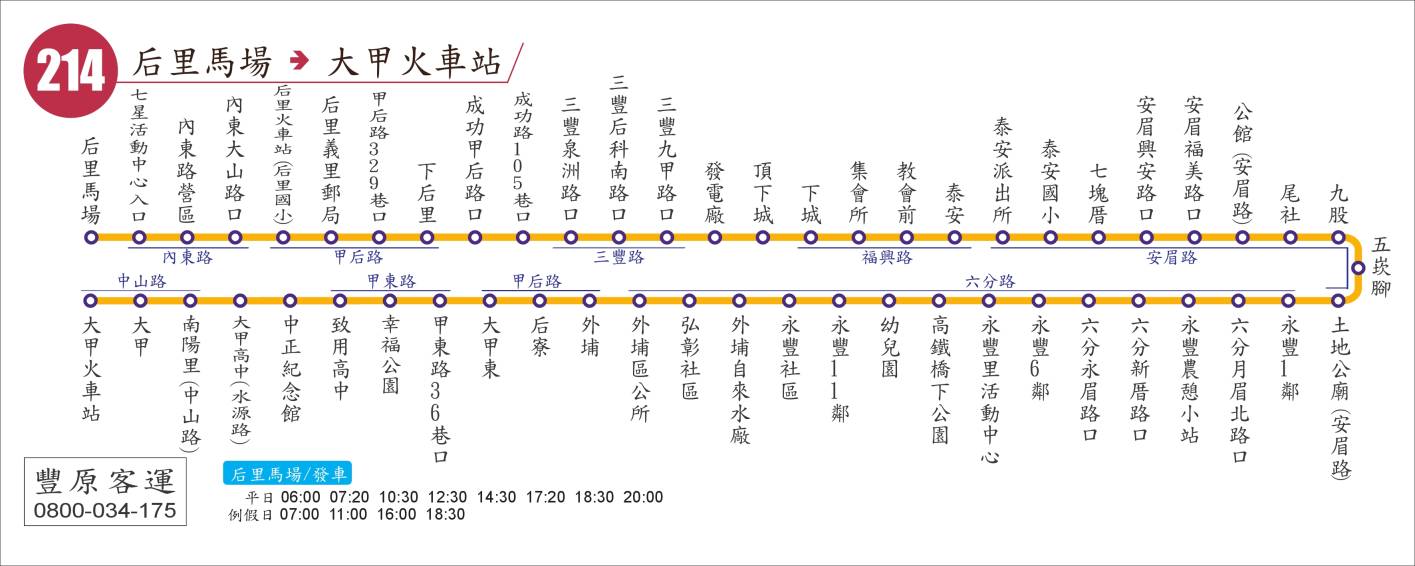 214 后里馬場 → 大甲火車站
后里馬場
七星活動中心入口
內東路營區
內東大山路口
后里火車站(后里國小)
后里義里郵局
甲后路329巷口
下后里
成功甲后路口
成功路105巷口
三豐泉洲路口
三豐后科南路口
三豐九甲路口
發電廠
頂下城
下城
集會所
教會前
泰安
泰安派出所
泰安國小
七塊厝
安眉興安路口
安眉福美路口
公館(安眉路)
尾社
九股
五崁腳
內東路
甲后路
三豐路
福興路
安眉路
中山路
甲東路
甲后路
六分路
大甲火車站
大甲
南陽里(中山路)
大甲高中(水源路)
中正紀念館
致用高中
幸福公園
甲東路36巷口
大甲東
后寮
外埔
外埔區公所
弘彰社區
外埔自來水廠
永豐社區
永豐11鄰
幼兒園
高鐵橋下公園
永豐里活動中心
永豐6鄰
六分永眉路口
六分新厝路口
永豐農憩小站
六分月眉北路口
永豐1鄰
土地公廟(安眉路)
豐原客運
0800-034-175
后里馬場/發車
平日 06:00 07:20 10:30 12:30 14:30 17:20 18:30 20:00
例假日 07:00 11:00 16:00 18:30